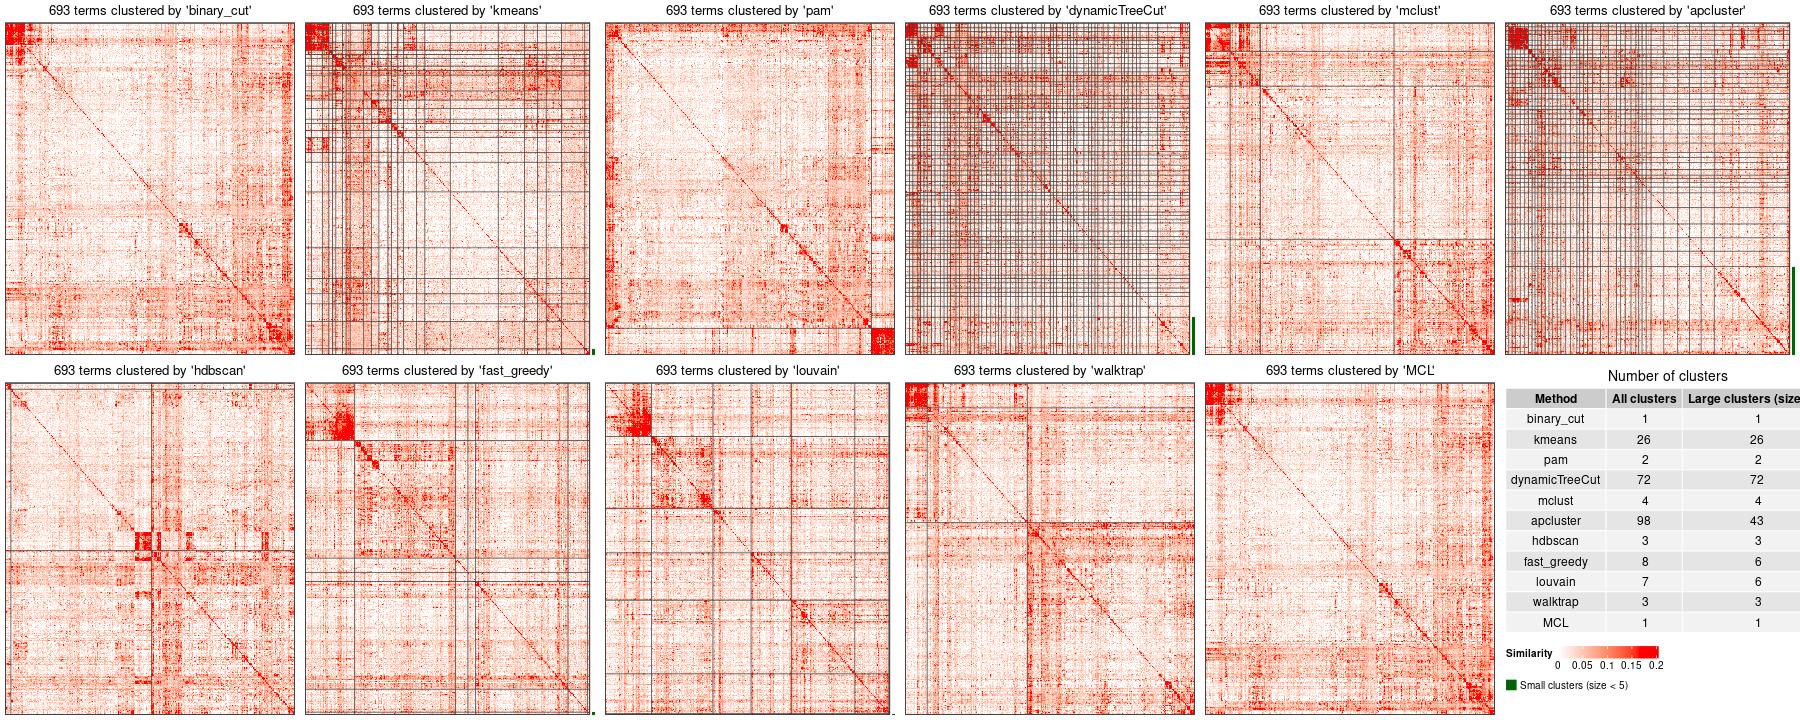 693 terms clustered by 'binary_cut'
693 terms clustered by 'kmeans'
693 terms clustered by 'pam'
693 terms clustered by 'dynamicTreeCut'
693 terms clustered by 'mclust'
693 terms clustered by 'apcluster'
693 terms clustered by 'hdbscan'
693 terms clustered by 'fast_greedy'
693 terms clustered by 'louvain'
693 terms clustered by 'walktrap'
693 terms clustered by 'MCL'
Number of clusters
Method All clusters Large clusters (size
binary_cut 1 1
kmeans 26 26
pam 2 2
dynamicTreeCut 72 72
mclust 4 4
apcluster 98 43
hdbscan 3 3
fast_greedy 8 6
louvain 7 6
walktrap 3 3
MCL 1 1
Similarity
0 0.05 0.1 0.15 0.2
Small clusters (size < 5)